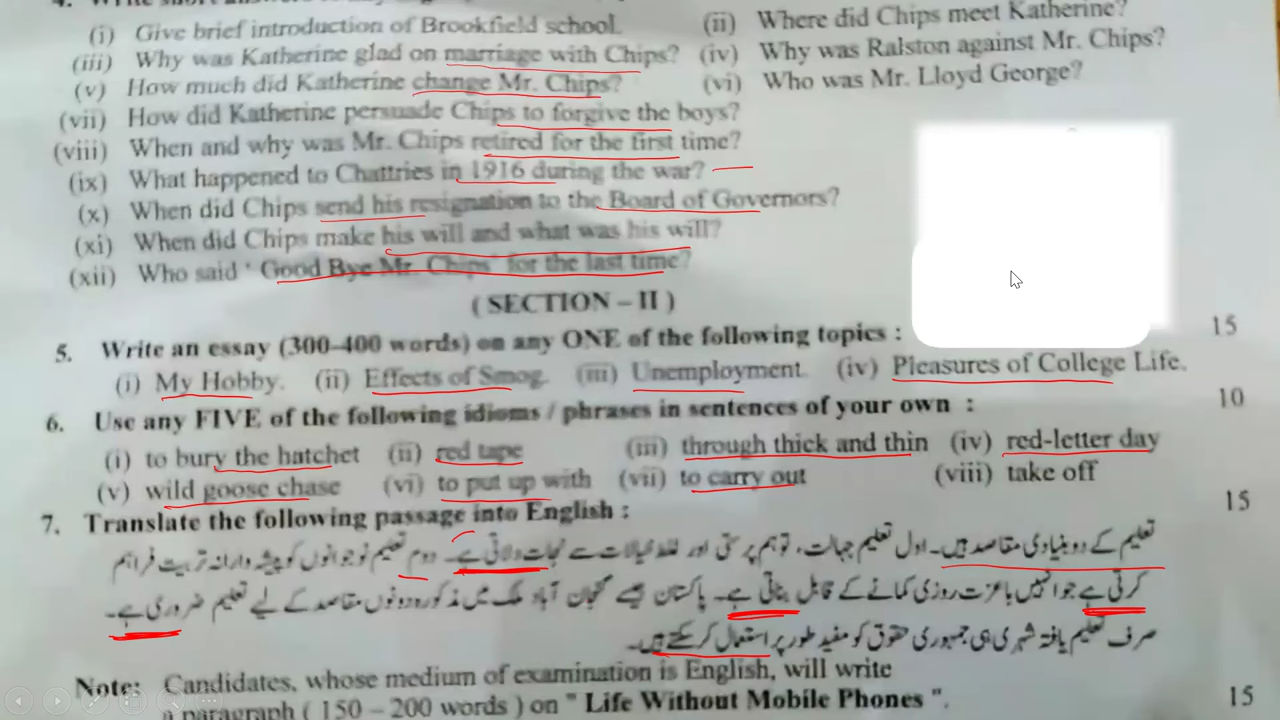 4. Write short answers to any
(i) Give brief introduction of Brookfield school. (ii) Where did Chips meet Katherine?
(iii) Why was Katherine glad on marriage with Chips? (iv) Why was Ralston against Mr. Chips?
(v) How much did Katherine change Mr. Chips? (vi) Who was Mr. Lloyd George?
(vii) How did Katherine persuade Chips to forgive the boys?
(viii) When and why was Mr. Chips retired for the first time?
(ix) What happened to Chattries in 1916 during the war?
(x) When did Chips send his resignation to the Board of Governors?
(xi) When did Chips make his will and what was his will?
(xii) Who said ' Good Bye Mr. Chips' for the last time?
( SECTION – II )
5. Write an essay (300-400 words) on any ONE of the following topics : 15
(i) My Hobby. (ii) Effects of Smog. (iii) Unemployment. (iv) Pleasures of College Life.
6. Use any FIVE of the following idioms / phrases in sentences of your own : 10
(i) to bury the hatchet (ii) red tape (iii) through thick and thin (iv) red-letter day
(v) wild goose chase (vi) to put up with (vii) to carry out (viii) take off
7. Translate the following passage into English : 15
تعلیم کے دو بنیادی مقاصد ہیں۔ اول تعلیم جہالت، توہم پرستی اور غلط خیالات سے نجات دلاتی ہے۔ دوم تعلیم نوجوانوں کو پیشہ وارانہ تربیت فراہم
کرتی ہے جو انہیں باعزت روزی کمانے کے قابل بناتی ہے۔ پاکستان جیسے گنجان آباد ملک میں مذکورہ دونوں مقاصد کے لیے تعلیم ضروری ہے۔
صرف تعلیم یافتہ شہری ہی جمہوری حقوق کو مفید طور پر استعمال کر سکتے ہیں۔
Note: Candidates, whose medium of examination is English, will write
a paragraph ( 150 – 200 words ) on " Life Without Mobile Phones ". 15